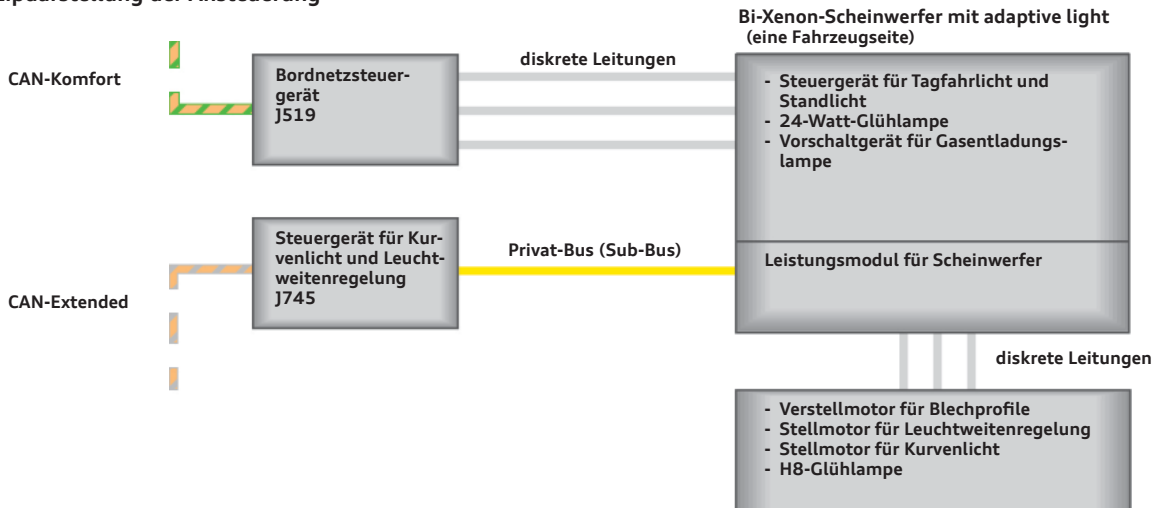 Bi-Xenon-Scheinwerfer mit adaptive light
(eine Fahrzeugseite)
CAN-Komfort
Bordnetzsteuer-
gerät
J519
diskrete Leitungen
- Steuergerät für Tagfahrlicht und
Standlicht
- 24-Watt-Glühlampe
- Vorschaltgerät für Gasentladungs-
lampe
CAN-Extended
Steuergerät für Kur-
venlicht und Leucht-
weitenregelung
J745
Privat-Bus (Sub-Bus)
Leistungsmodul für Scheinwerfer
diskrete Leitungen
- Verstellmotor für Blechprofile
- Stellmotor für Leuchtweitenregelung
- Stellmotor für Kurvenlicht
- H8-Glühlampe